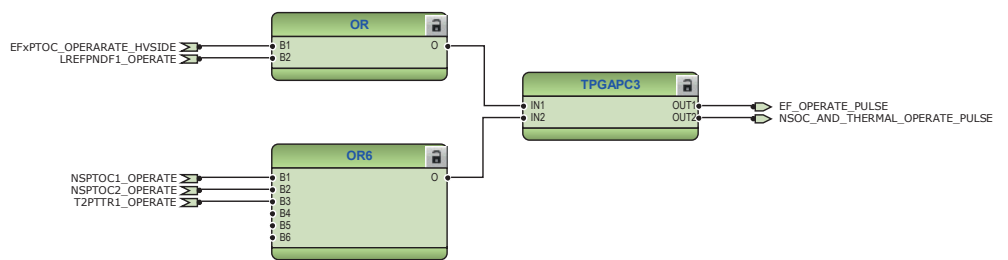 OR
EFxPTOC_OPERARATE_HVSIDE
LREFPNDF1_OPERATE
B1
B2
O
TPGAPC3
IN1
IN2
OUT1
OUT2
EF_OPERATE_PULSE
NSOC_AND_THERMAL_OPERATE_PULSE
OR6
NSPTOC1_OPERATE
NSPTOC2_OPERATE
T2PTTR1_OPERATE
B1
B2
B3
B4
B5
B6
O